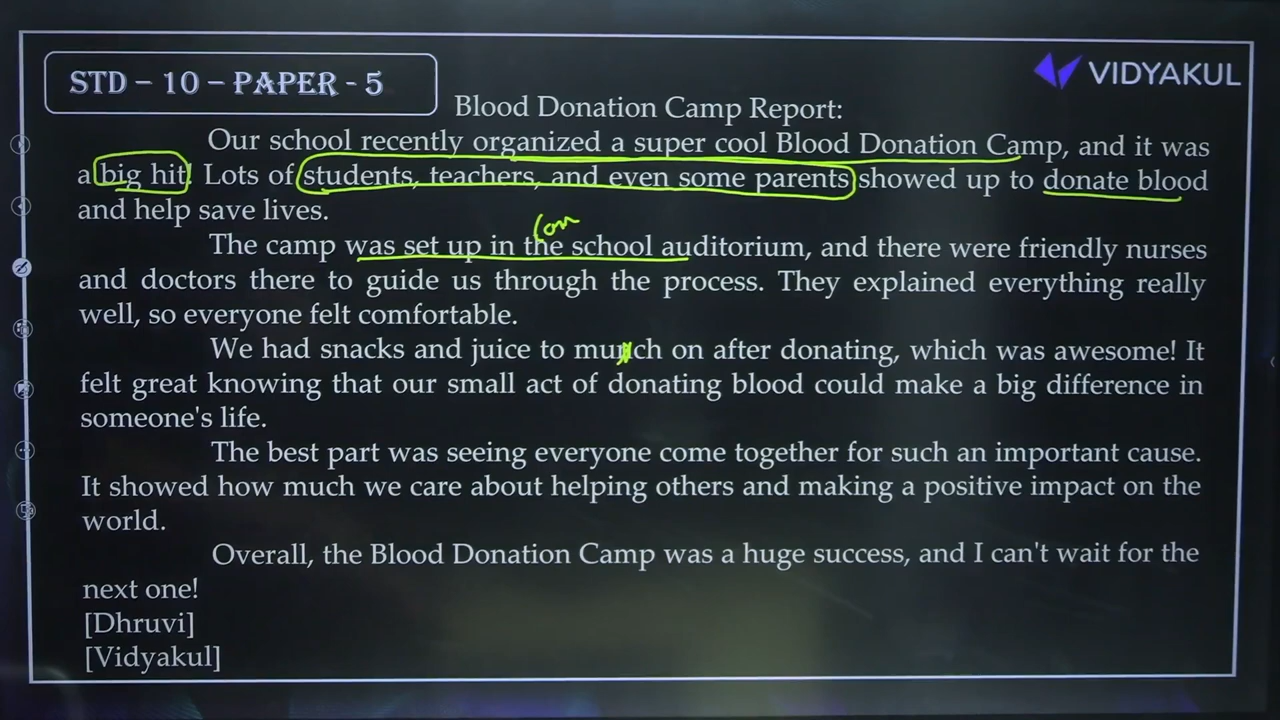 STD – 10 – PAPER - 5
VIDYAKUL
Blood Donation Camp Report:
Our school recently organized a super cool Blood Donation Camp, and it was
a big hit! Lots of students, teachers, and even some parents showed up to donate blood
and help save lives.
The camp was set up in the school auditorium, and there were friendly nurses
and doctors there to guide us through the process. They explained everything really
well, so everyone felt comfortable.
We had snacks and juice to munch on after donating, which was awesome! It
felt great knowing that our small act of donating blood could make a big difference in
someone's life.
The best part was seeing everyone come together for such an important cause.
It showed how much we care about helping others and making a positive impact on the
world.
Overall, the Blood Donation Camp was a huge success, and I can't wait for the
next one!
[Dhruvi]
[Vidyakul]